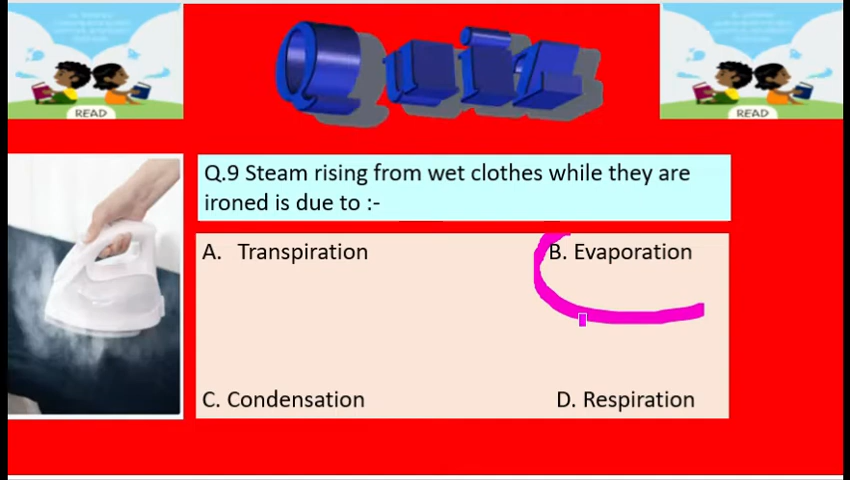 Quiz
READ
READ
Q.9 Steam rising from wet clothes while they are
ironed is due to :-
A. Transpiration
B. Evaporation
C. Condensation
D. Respiration